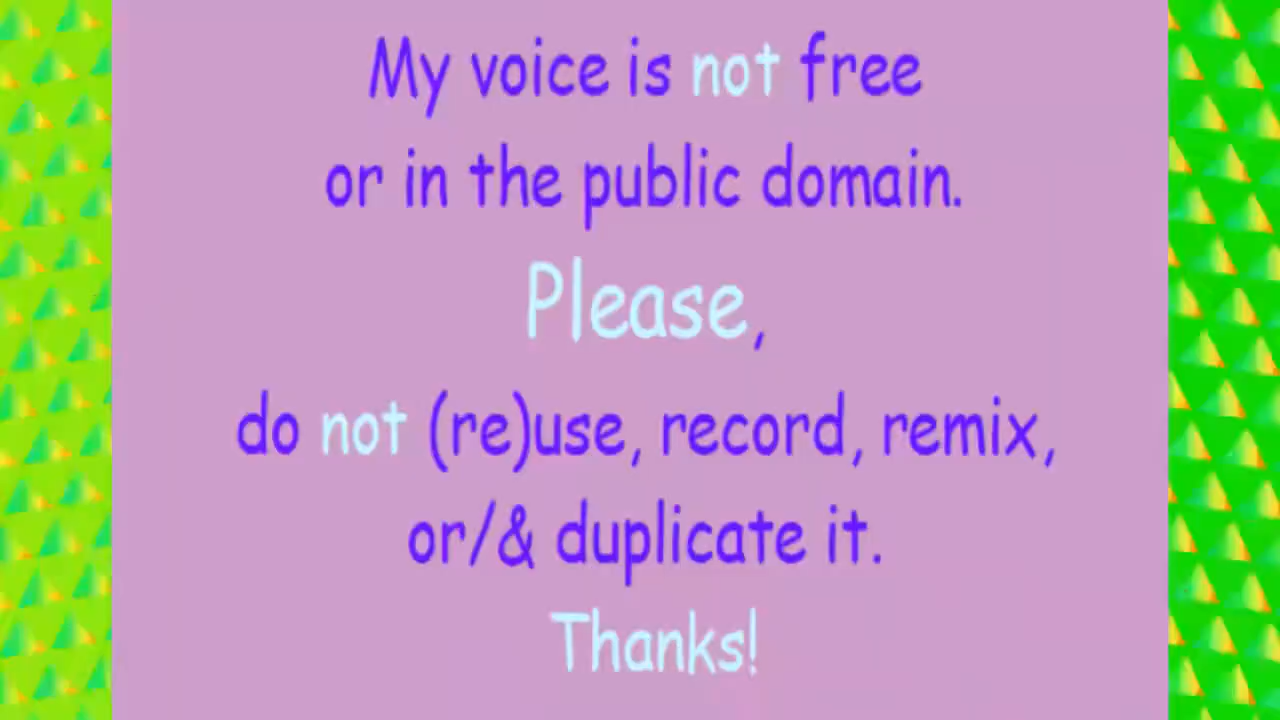 My voice is not free
or in the public domain.
Please,
do not (re)use, record, remix,
or/& duplicate it.
Thanks!